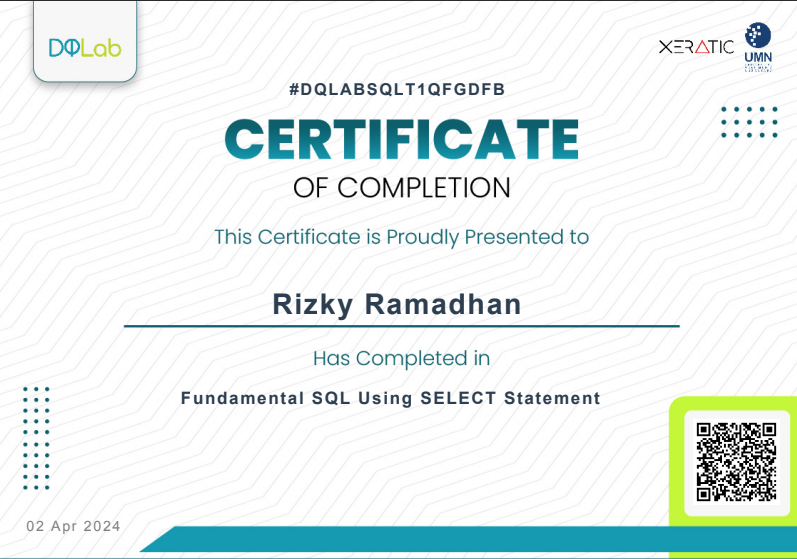 DQLab
XERATIC
UMN
#DQLABSQLT1QFGDFB
CERTIFICATE
OF COMPLETION
This Certificate is Proudly Presented to
Rizky Ramadhan
Has Completed in
Fundamental SQL Using SELECT Statement
02 Apr 2024